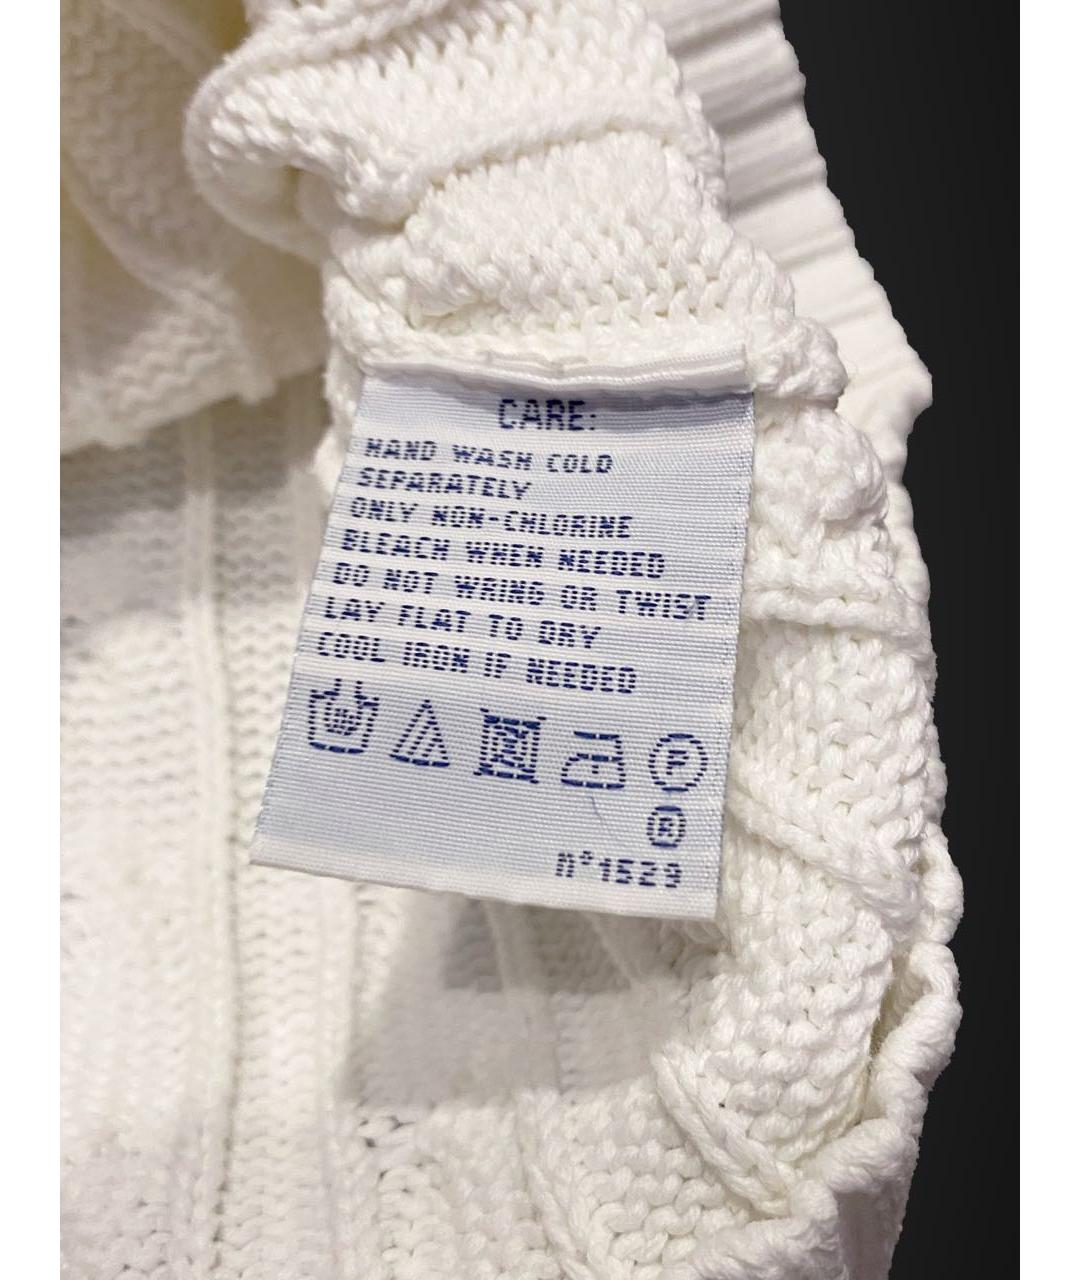 CARE:
HAND WASH COLD
SEPARATELY
ONLY NON-CHLORINE
BLEACH WHEN NEEDED
DO NOT WRING OR TWIST
LAY FLAT TO DRY
COOL IRON IF NEEDED
P
R
n°1529